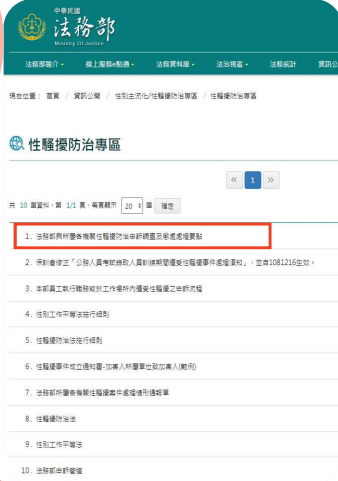 中華民國
法務部
Ministry Of Justice
法務部簡介
線上服務e點通
法務資料庫
法治視窗
法務統計
資訊公
現在位置： 首頁 / 資訊公開 / 性別主流化/性騷擾防治專區 / 性騷擾防治專區
性騷擾防治專區
« 1 »
共 10 筆資料，第 1/1 頁，每頁顯示 20 筆 確定
1. 法務部與所屬各機關性騷擾防治申訴調查及懲處處理要點
2. 保訓會修正「公務人員考試錄取人員訓練期間遭受性騷擾事件處理須知」，並自1081216生效。
3. 本部員工執行職務或於工作場所內遭受性騷擾之申訴流程
4. 性別工作平等法施行細則
5. 性騷擾防治法施行細則
6. 性騷擾事件成立通知書-加害人所屬單位致加害人(範例)
7. 法務部所屬各機關性騷擾案件處理情形通報單
8. 性騷擾防治法
9. 性別工作平等法
10. 法務部申訴管道